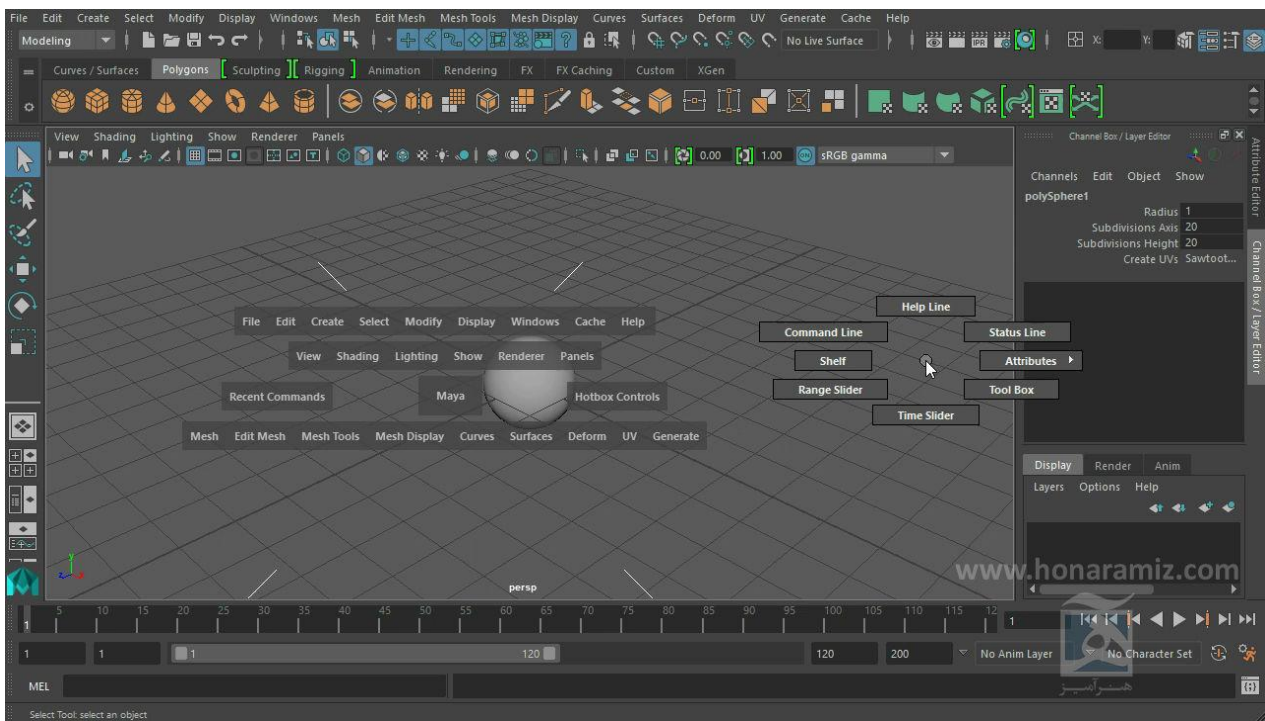 File Edit Create Select Modify Display Windows Mesh Edit Mesh Mesh Tools Mesh Display Curves Surfaces Deform UV Generate Cache Help
Modeling No Live Surface X: Y:
Curves / Surfaces Polygons Sculpting Rigging Animation Rendering FX FX Caching Custom XGen
View Shading Lighting Show Renderer Panels
0.00 1.00 sRGB gamma
Channel Box / Layer Editor
Channels Edit Object Show
polySphere1
Radius 1
Subdivisions Axis 20
Subdivisions Height 20
Create UVs Sawtoot...
Attribute Editor
Channel Box / Layer Editor
File Edit Create Select Modify Display Windows Cache Help
View Shading Lighting Show Renderer Panels
Recent Commands Maya Hotbox Controls
Mesh Edit Mesh Mesh Tools Mesh Display Curves Surfaces Deform UV Generate
Help Line
Command Line Status Line
Shelf Attributes
Range Slider Tool Box
Time Slider
Display Render Anim
Layers Options Help
y
z x
persp
www.honaramiz.com
5 10 15 20 25 30 35 40 45 50 55 60 65 70 75 80 85 90 95 100 105 110 115 12
1 1
1 1 1 120 120 200 No Anim Layer No Character Set
هنرآمیز
MEL
Select Tool: select an object